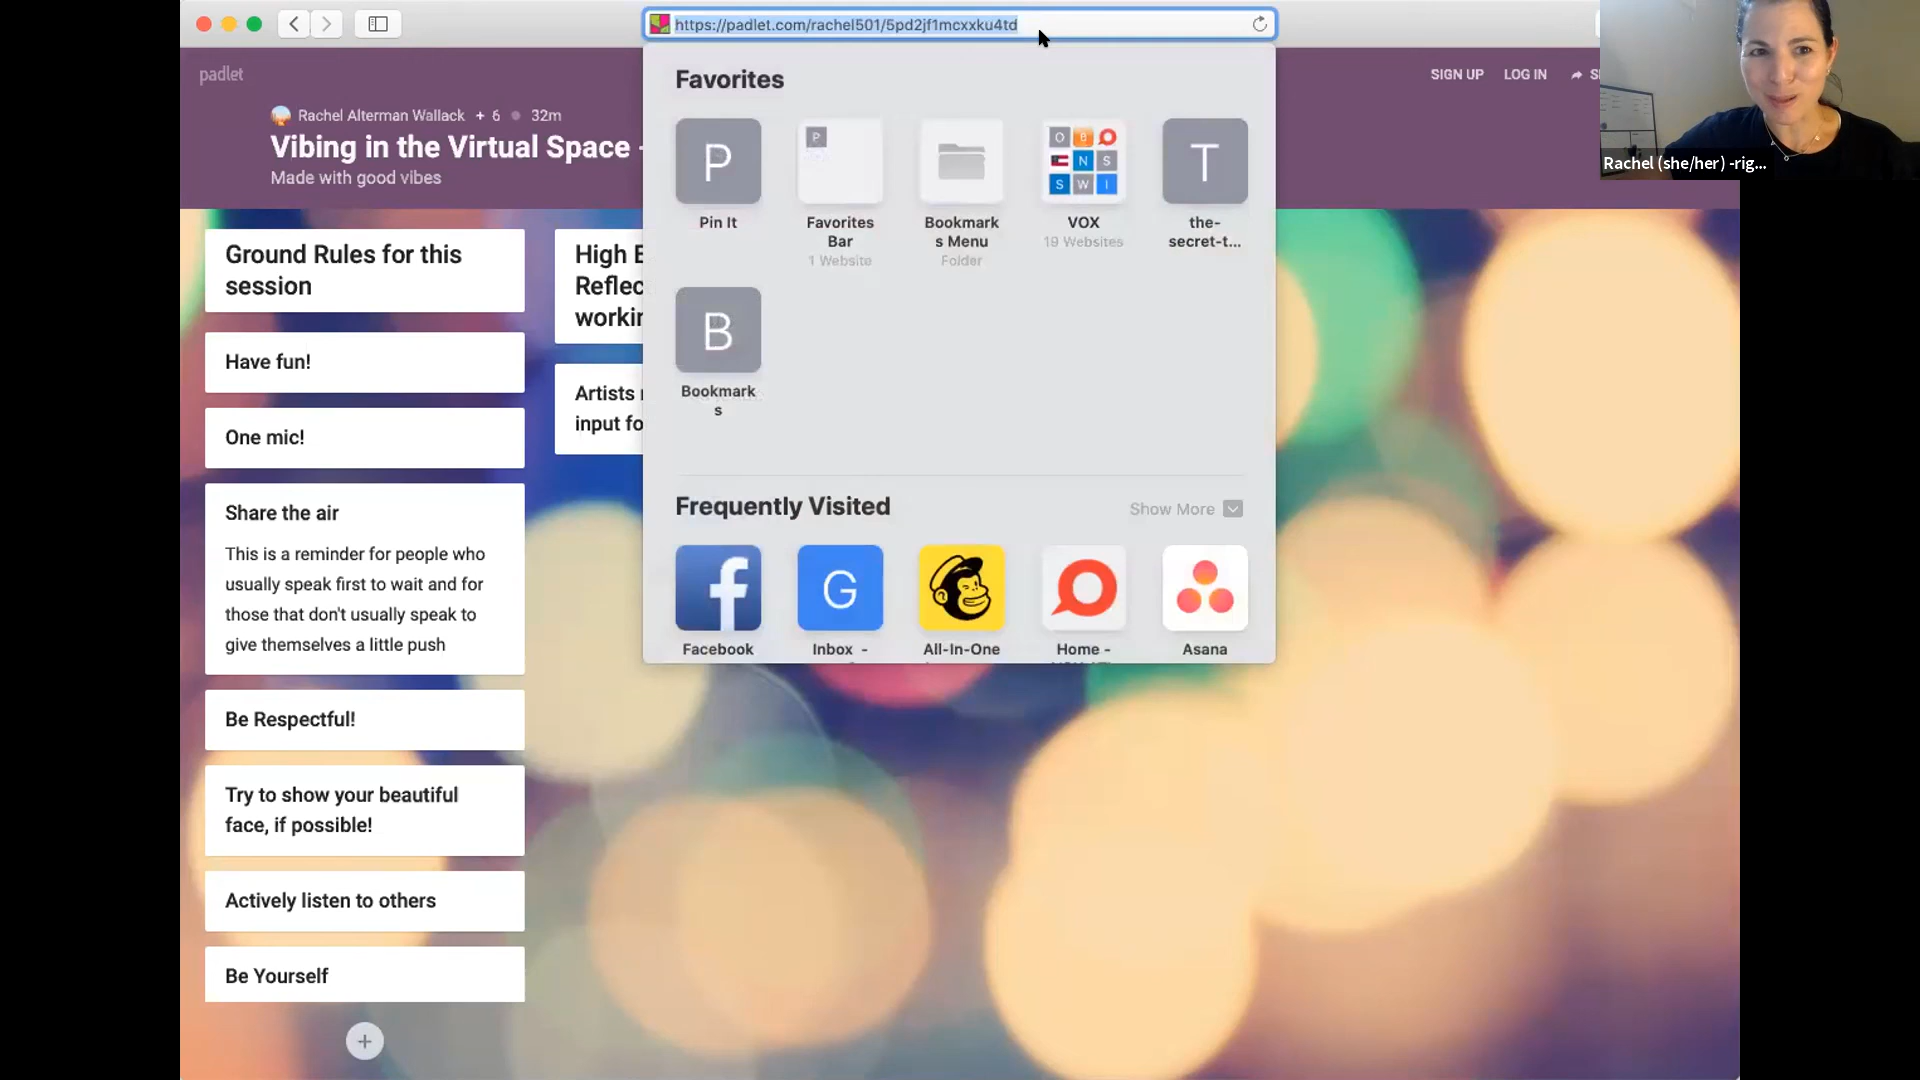 https://padlet.com/rachel501/5pd2jf1mcxxku4td
padlet
SIGN UP
LOG IN
Rachel Alterman Wallack + 6 32m
Vibing in the Virtual Space -
Made with good vibes
Rachel (she/her) -rig...
Ground Rules for this
session
Have fun!
One mic!
Share the air
This is a reminder for people who
usually speak first to wait and for
those that don't usually speak to
give themselves a little push
Be Respectful!
Try to show your beautiful
face, if possible!
Actively listen to others
Be Yourself
+
High
Reflec
workin
Artists
input fo
Favorites
P
Pin It
P
Favorites
Bar
1 Website
Bookmark
s Menu
Folder
O B
N S
S W I
VOX
19 Websites
T
the-
secret-t...
B
Bookmark
s
Frequently Visited
Show More
f
Facebook
G
Inbox -
All-In-One
Home -
Asana